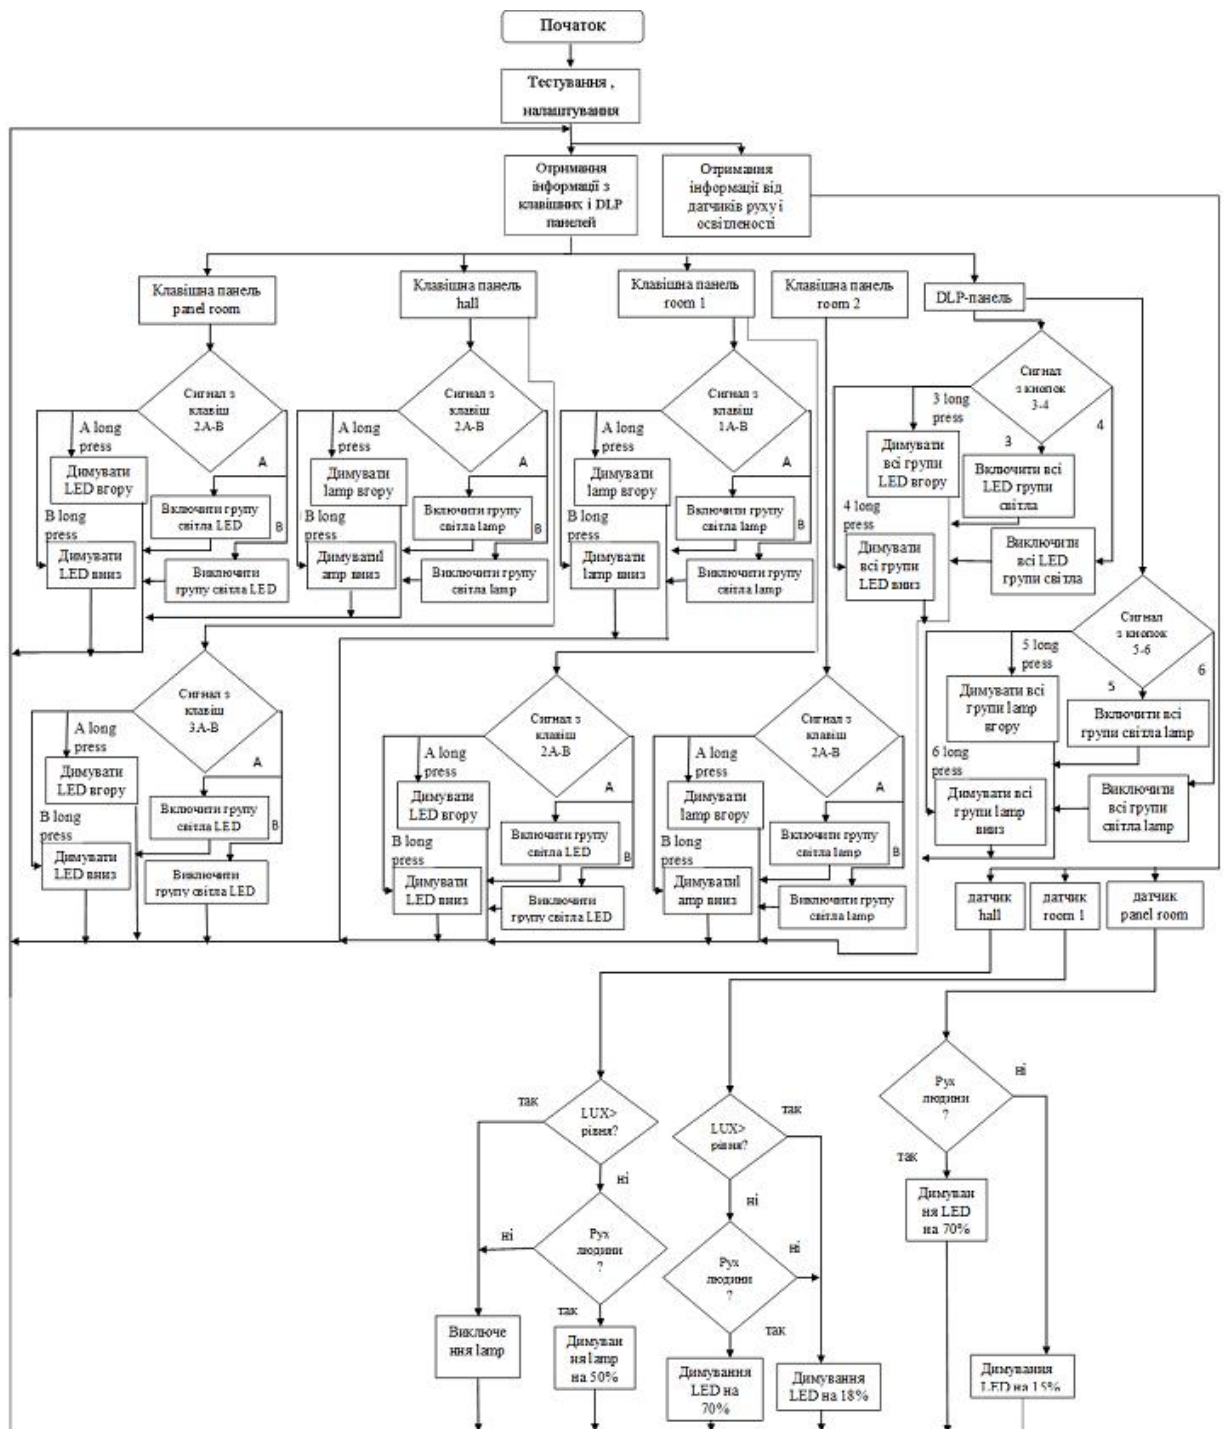 Початок
Тестування ,
налаштування
Отримання
інформації з
клавішних і DLP
панелей
Отримання
інформації від
датчиків руху і
освітленості
Клавішна панель
panel room
Клавішна панель
hall
Клавішна панель
room 1
Клавішна панель
room 2
DLP-панель
Сигнал з
клавіш
2A-B
A long
press
Димувати
LED вгору
A
B long
press
Включити групу
світла LED
B
Димувати
LED вниз
Виключити
групу світла LED
Сигнал з
клавіш
2A-B
A long
press
Димувати
lamp вгору
A
B long
press
Включити групу
світла lamp
B
Димуватиl
amp вниз
Виключити
групу світла lamp
Сигнал з
клавіш
1A-B
A long
press
Димувати
lamp вгору
A
B long
press
Включити групу
світла lamp
B
Димувати
lamp вниз
Виключити
групу світла lamp
Сигнал
з кнопок
3-4
3 long
press
3
4
Димувати
всі групи
LED вгору
Включити всі
LED групи
світла
4 long
press
Димувати
всі групи
LED вниз
Виключити
всі LED
групи світла
Сигнал
з кнопок
5-6
5 long
press
5
6
Димувати всі
групи lamp
вгору
Включити всі
групи світла lamp
6 long
press
Димувати всі
групи lamp
вниз
Виключити
всі групи
світла lamp
Сигнал з
клавіш
3A-B
A long
press
Димувати
LED вгору
A
B long
press
Включити групу
світла LED
B
Димувати
LED вниз
Виключити
групу світла LED
Сигнал з
клавіш
2A-B
A long
press
Димувати
LED вгору
A
B long
press
Включити групу
світла LED
B
Димувати
LED вниз
Виключити
групу світла LED
Сигнал з
клавіш
2A-B
A long
press
Димувати
lamp вгору
A
B long
press
Включити групу
світла lamp
B
Димуватиl
amp вниз
Виключити
групу світла lamp
датчик
hall
датчик
room 1
датчик
panel room
так
LUX>
рівня?
ні
ні
Рух
людини
?
так
Виключе
ння lamp
Димуван
ня lamp
на 50%
LUX>
рівня?
так
ні
ні
Рух
людини
?
так
Димування
LED на
70%
Димування
LED на 18%
Рух
людини
?
ні
так
Димуван
ня LED
на 70%
Димування
LED на 15%